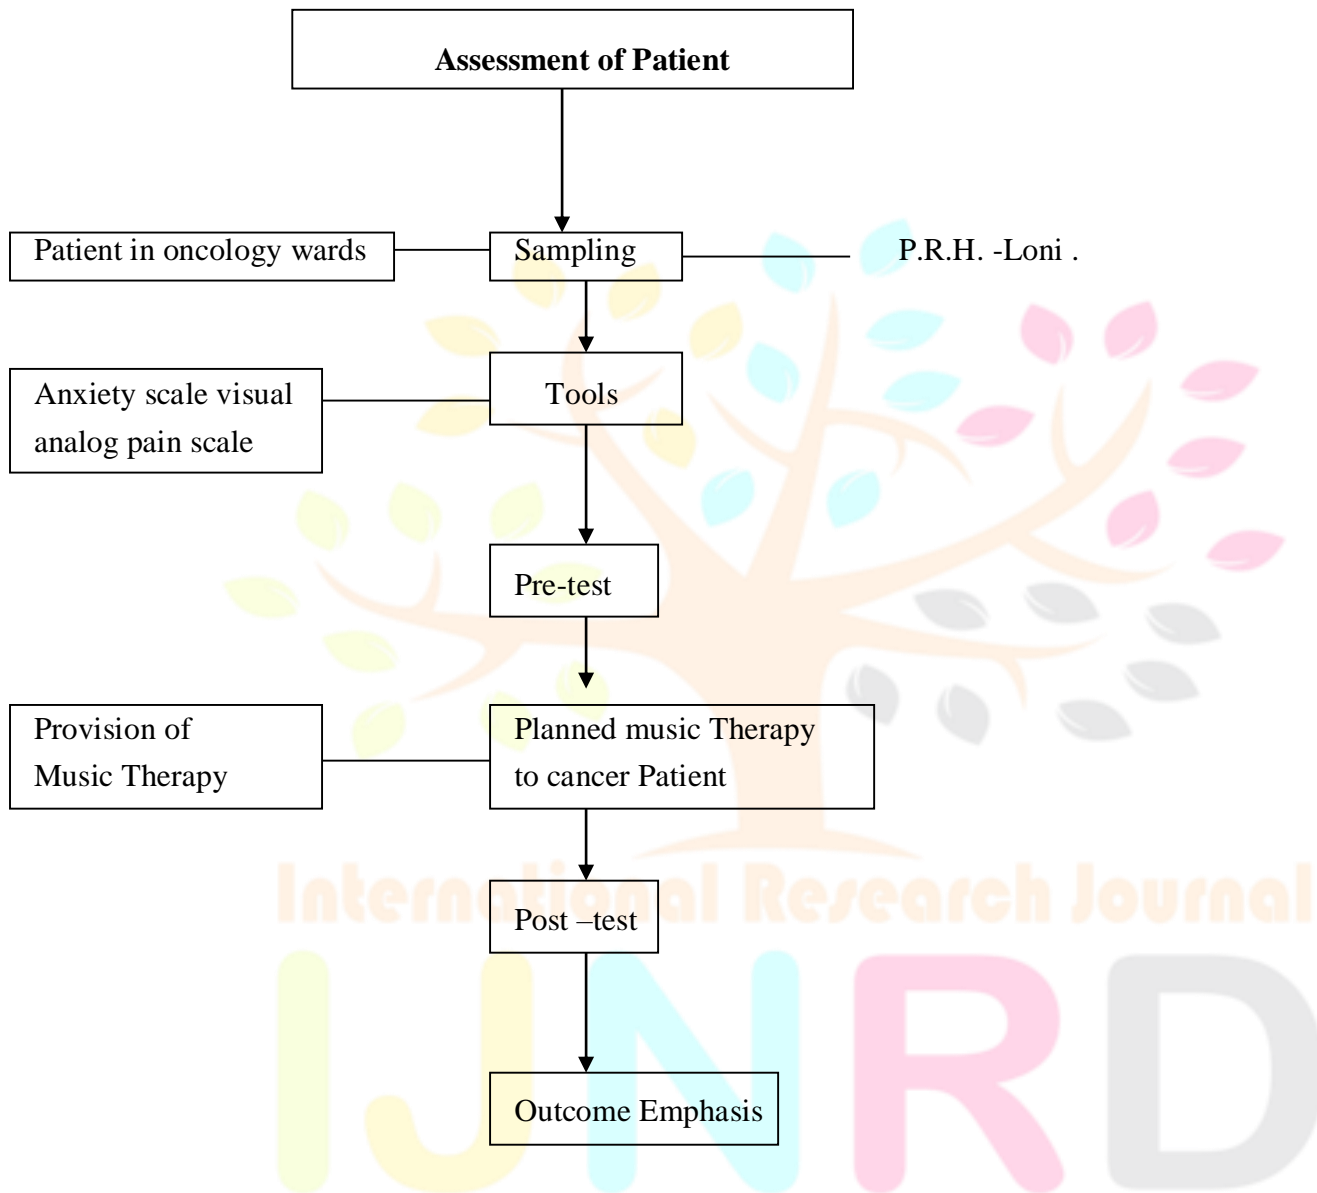 Assessment of Patient
Patient in oncology wards
Sampling
P.R.H. -Loni .
Anxiety scale visual
analog pain scale
Tools
Pre-test
Provision of
Music Therapy
Planned music Therapy
to cancer Patient
International Research Journal
Post –test
IJNRD
Outcome Emphasis